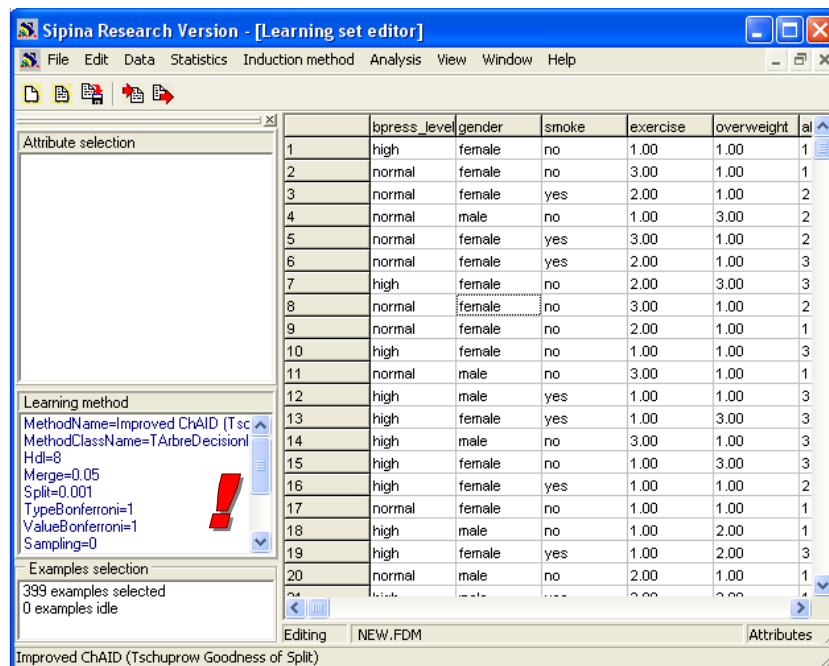 Sipina Research Version - [Learning set editor]
File Edit Data Statistics Induction method Analysis View Window Help
Attribute selection
Learning method
MethodName=Improved ChAID (Tsc
MethodClassName=TArbreDecisionI
Hdl=8
Merge=0.05
Split=0.001
TypeBonferroni=1
ValueBonferroni=1
Sampling=0
!
Examples selection
399 examples selected
0 examples idle
bpress_level gender smoke exercise overweight al
1 high female no 1.00 1.00 1
2 normal female no 3.00 1.00 1
3 normal female yes 2.00 1.00 2
4 normal male no 1.00 3.00 2
5 normal female yes 3.00 1.00 2
6 normal female yes 2.00 1.00 3
7 high female no 2.00 3.00 3
8 normal female no 3.00 1.00 2
9 normal female no 2.00 1.00 1
10 high female no 1.00 1.00 3
11 normal male no 3.00 1.00 1
12 high male yes 1.00 1.00 3
13 high female yes 1.00 3.00 3
14 high male no 3.00 1.00 1
15 high female no 1.00 3.00 3
16 high female yes 1.00 1.00 2
17 normal female no 1.00 1.00 1
18 high male no 1.00 2.00 1
19 high female yes 1.00 2.00 3
20 normal male no 2.00 1.00 1
Editing NEW.FDM Attributes
Improved ChAID (Tschuprow Goodness of Split)